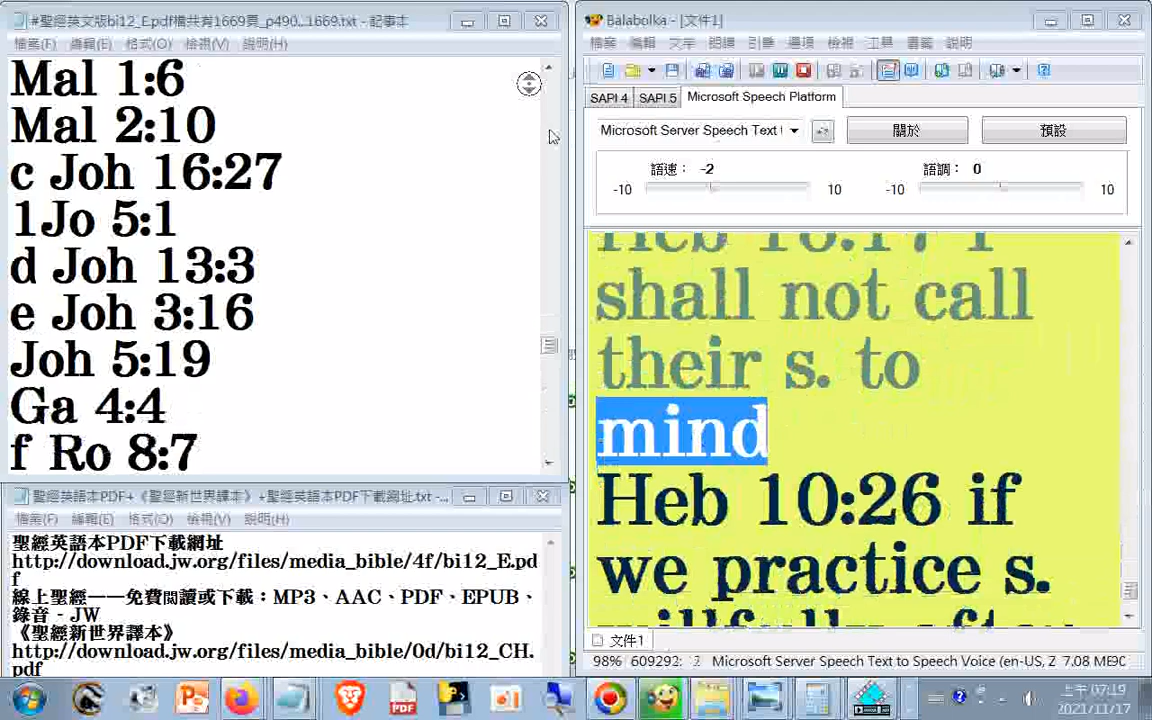 #聖經英文版bi12_E.pdf檔共有1669頁_p490...1669.txt - 記事本
檔案(F) 編輯(E) 格式(O) 檢視(V) 說明(H)
Mal 1:6
Mal 2:10
c Joh 16:27
1Jo 5:1
d Joh 13:3
e Joh 3:16
Joh 5:19
Ga 4:4
f Ro 8:7
聖經英語本PDF+《聖經新世界譯本》+聖經英語本PDF下載網址.txt - ...
檔案(F) 編輯(E) 格式(O) 檢視(V) 說明(H)
聖經英語本PDF下載網址
http://download.jw.org/files/media_bible/4f/bi12_E.pd
f
線上聖經——免費閱讀或下載：MP3、AAC、PDF、EPUB、
錄音 - JW
《聖經新世界譯本》
http://download.jw.org/files/media_bible/0d/bi12_CH.
pdf
Balabolka - [文件1]
檔案 編輯 文字 朗讀 引擎 選項 檢視 工具 書籤 說明
SAPI 4 SAPI 5 Microsoft Speech Platform
Microsoft Server Speech Text 關於 預設
語速： -2 語調： 0
-10 10 -10 10
Heb 10:17 I
shall not call
their s. to
mind
Heb 10:26 if
we practice s.
willfully after
文件1
98% 609292: Microsoft Server Speech Text to Speech Voice (en-US, Z 7.08 MB
上午 07:19
2021/11/17